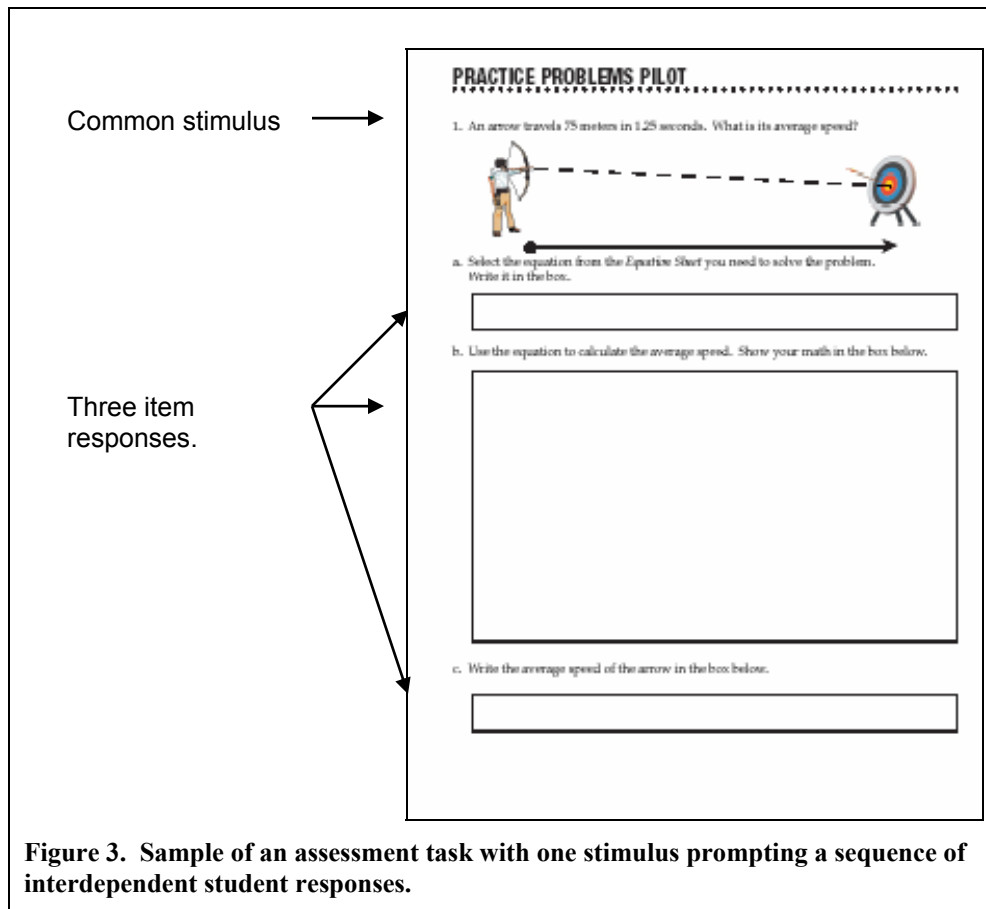 PRACTICE PROBLEMS PILOT
Common stimulus
1. An arrow travels 75 meters in 1.25 seconds. What is its average speed?
a. Select the equation from the Equation Sheet you need to solve the problem.
Write it in the box.
b. Use the equation to calculate the average speed. Show your math in the box below.
Three item
responses.
c. Write the average speed of the arrow in the box below.
Figure 3. Sample of an assessment task with one stimulus prompting a sequence of
interdependent student responses.